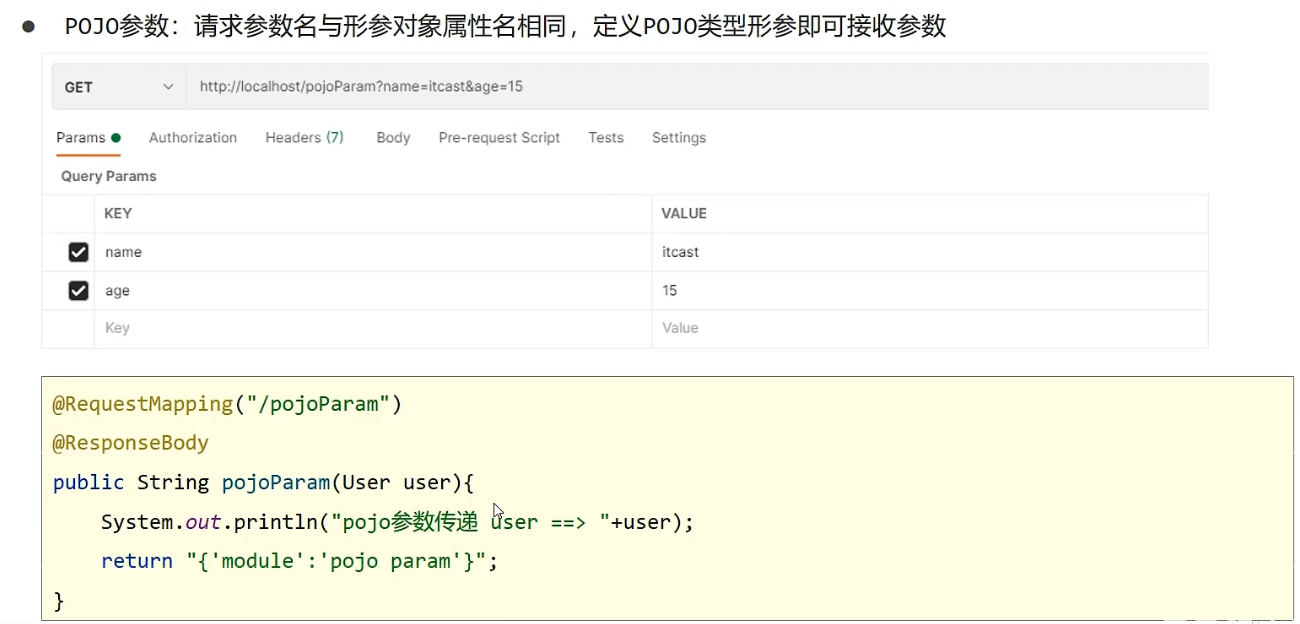 ● POJO参数：请求参数名与形参对象属性名相同，定义POJO类型形参即可接收参数
GET http://localhost/pojoParam?name=itcast&age=15
Params Authorization Headers (7) Body Pre-request Script Tests Settings
Query Params
KEY VALUE
name itcast
age 15
Key Value
@RequestMapping("/pojoParam")
@ResponseBody
public String pojoParam(User user){
System.out.println("pojo参数传递 user ==> "+user);
return "{'module':'pojo param'}";
}